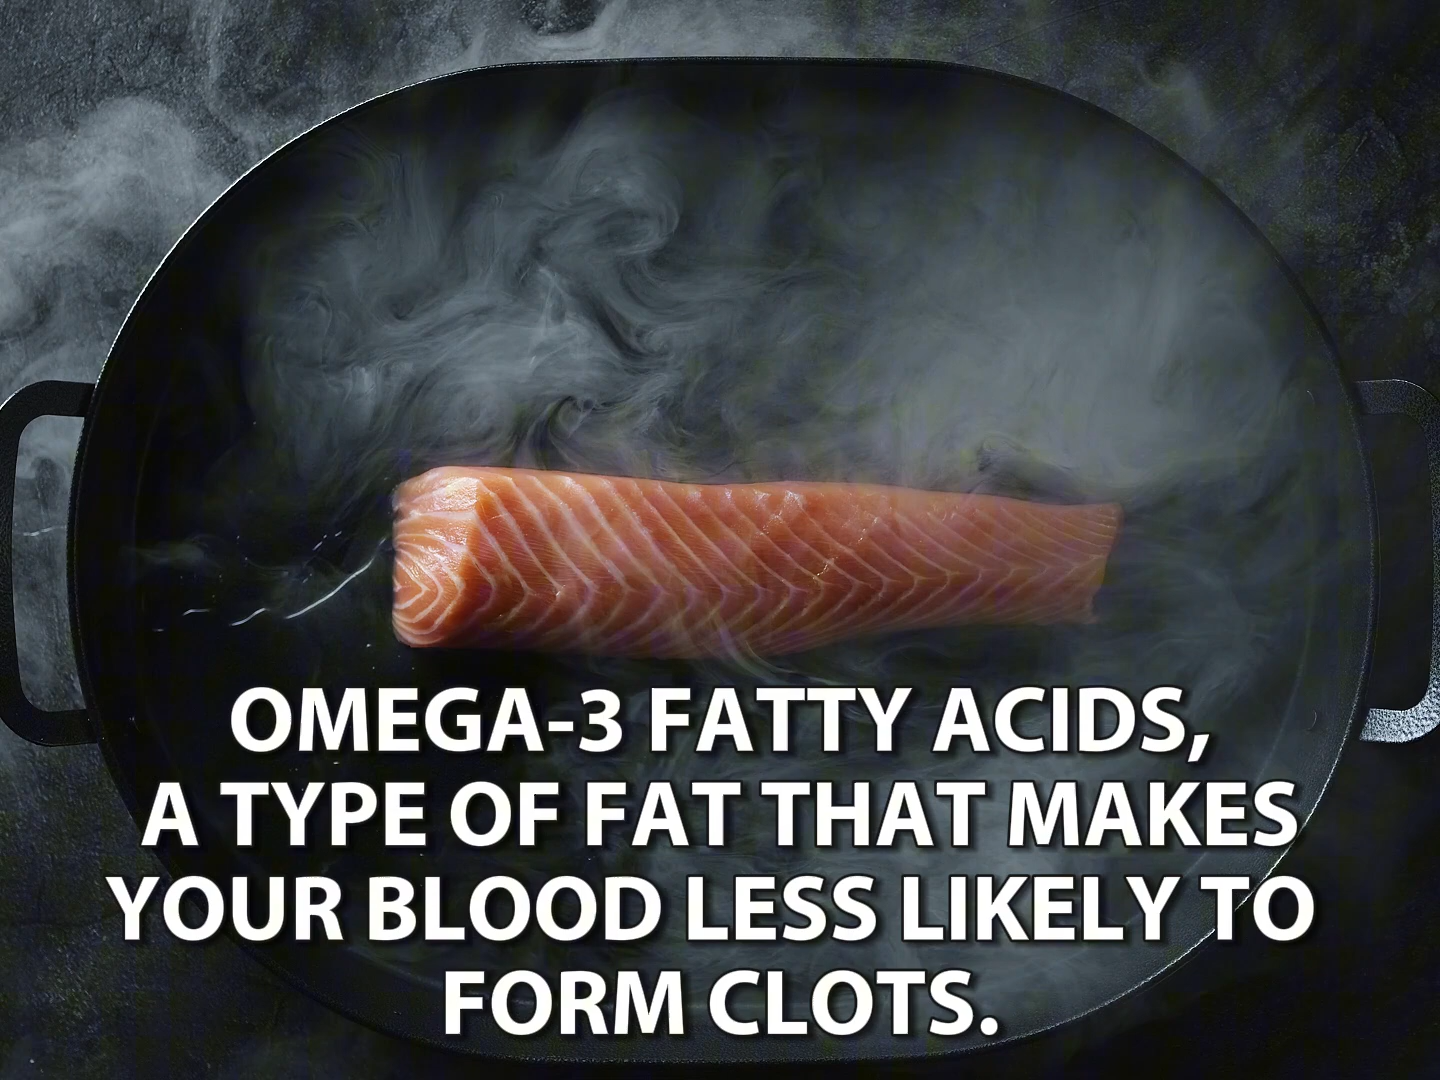 OMEGA-3 FATTY ACIDS,
A TYPE OF FAT THAT MAKES
YOUR BLOOD LESS LIKELY TO
FORM CLOTS.